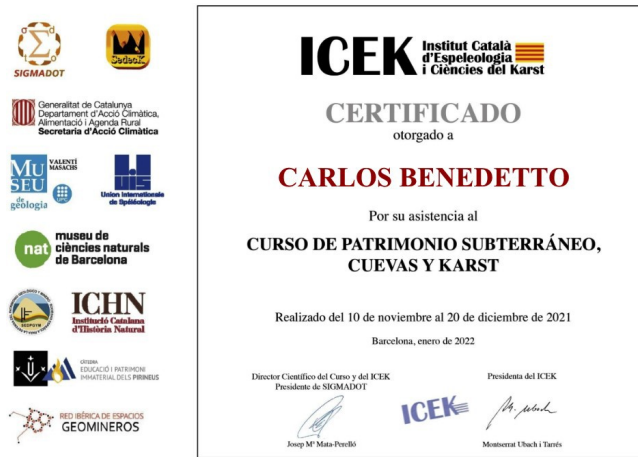 SIGMADOT
SedecK
Generalitat de Catalunya
Departament d'Acció Climàtica,
Alimentació i Agenda Rural
Secretaria d'Acció Climàtica
MU
SEU
de
geologia
VALENTÍ
MASACHS
UPC
UIS
Union Internationale
de Spéléologie
nat
museu de
ciències naturals
de Barcelona
SEDPGYM
ICHN
Institució Catalana
d'Història Natural
CÀTEDRA
EDUCACIÓ I PATRIMONI
IMMATERIAL DELS PIRINEUS
RED IBÉRICA DE ESPACIOS
GEOMINEROS
ICEK
Institut Català
d'Espeleologia
i Ciències del Karst
CERTIFICADO
otorgado a
CARLOS BENEDETTO
Por su asistencia al
CURSO DE PATRIMONIO SUBTERRÁNEO,
CUEVAS Y KARST
Realizado del 10 de noviembre al 20 de diciembre de 2021
Barcelona, enero de 2022
Director Científico del Curso y del ICEK
Presidente de SIGMADOT
Josep Mª Mata-Perelló
ICEK
Presidenta del ICEK
M. Ubach
Montserrat Ubach i Tarrés